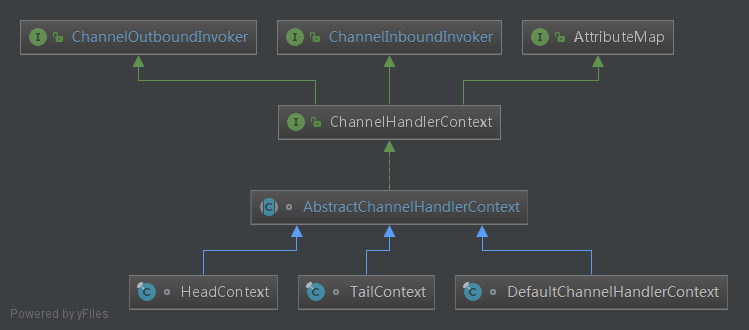 ChannelOutboundInvoker
ChannelInboundInvoker
AttributeMap
ChannelHandlerContext
AbstractChannelHandlerContext
HeadContext
TailContext
DefaultChannelHandlerContext
Powered by yFiles